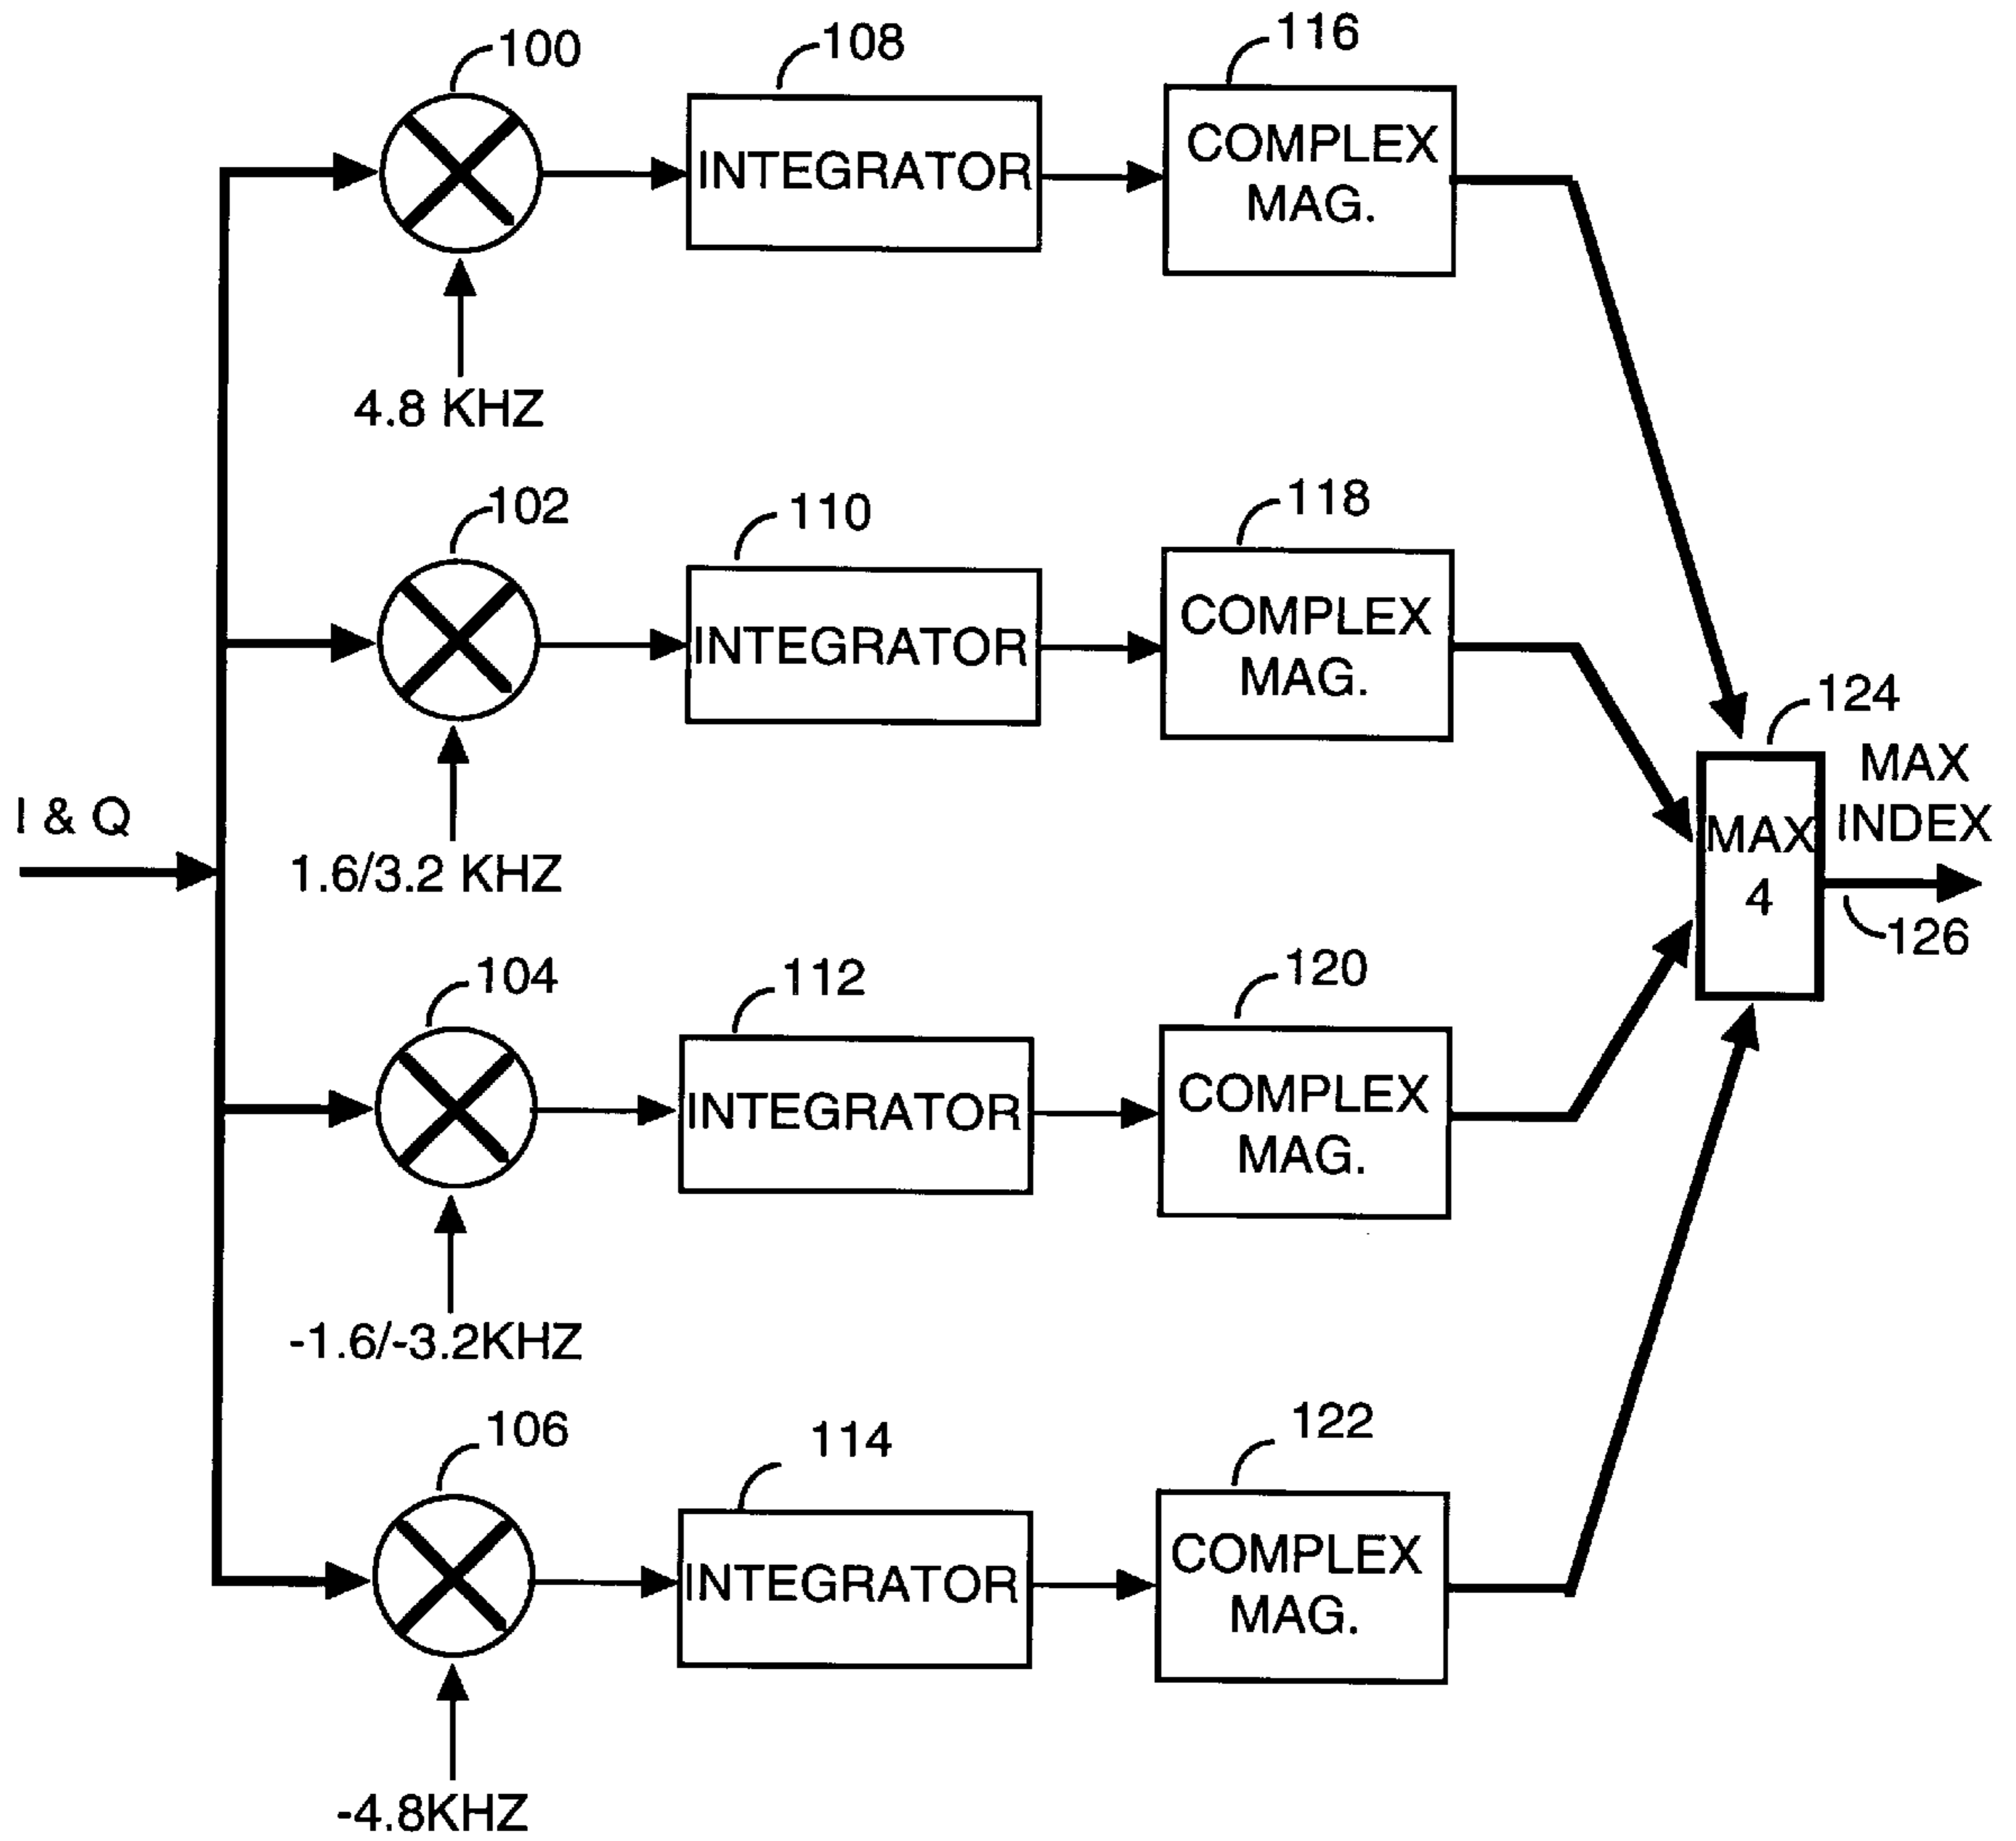 100
108
116
INTEGRATOR
COMPLEX
MAG.
4.8 KHZ
102
110
118
INTEGRATOR
COMPLEX
MAG.
1.6/3.2 KHZ
I & Q
124
MAX
INDEX
MAX
4
126
104
112
120
INTEGRATOR
COMPLEX
MAG.
-1.6/-3.2KHZ
106
114
122
INTEGRATOR
COMPLEX
MAG.
-4.8KHZ